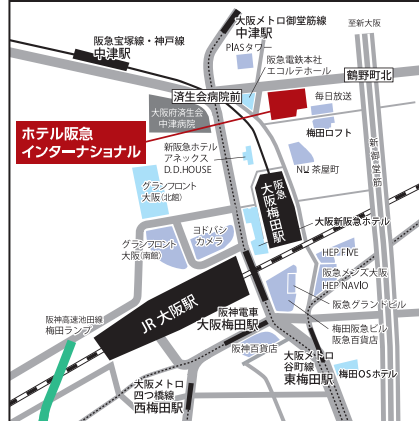 大阪メトロ御堂筋線
中津駅
至新大阪
阪急宝塚線・神戸線
中津駅
PIASタワー
阪急電鉄本社
エコルテホール
鶴野町北
済生会病院前
毎日放送
大阪府済生会
中津病院
梅田ロフト
ホテル阪急
インターナショナル
新・御・堂・筋
新阪急ホテル
アネックス
D.D.HOUSE
NU 茶屋町
阪急
大阪梅田駅
グランフロント
大阪(北館)
大阪新阪急ホテル
ヨドバシ
カメラ
グランフロント
大阪(南館)
HEP FIVE
阪急メンズ大阪
HEP NAVIO
JR 大阪駅
阪急グランドビル
阪神高速池田線
梅田ランプ
阪神電車
大阪梅田駅
梅田阪急ビル
阪急百貨店
阪神百貨店
大阪メトロ
谷町線
東梅田駅
梅田OSホテル
大阪メトロ
四つ橋線
西梅田駅